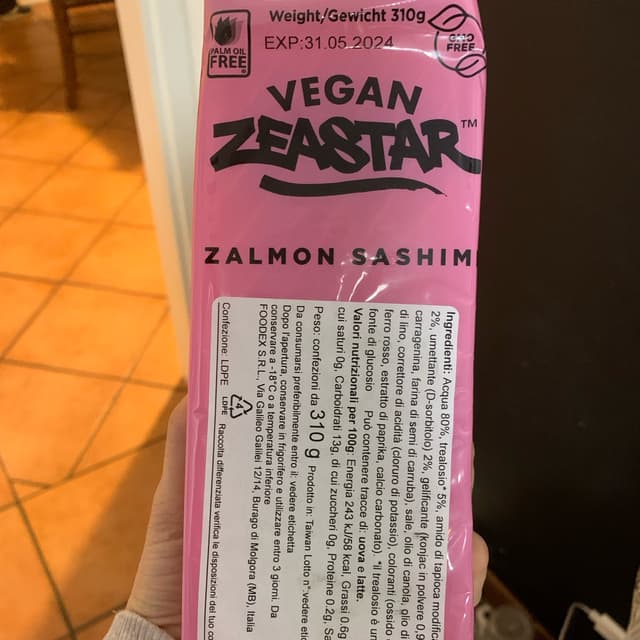 Weight/Gewicht 310g
PALM OIL
FREE
GMO
FREE
EXP:31.05.2024
VEGAN
ZEASTAR™
ZALMON SASHIM
Ingredienti: Acqua 80%, trealosio* 5%, amido di tapioca modific
2%, umettante (D-sorbitolo) 2%, gelificante (konjac in polvere 0,9
carragenina, farina di semi di carruba), sale, olio di canola, olio di
di lino, correttore di acidità (cloruro di potassio), coloranti (ossido
ferro rosso, estratto di paprika, calcio carbonato). *Il trealosio è un
fonte di glucosio Può contenere tracce di: uova e latte.
Valori nutrizionali per 100g: Energia 243 kJ/58 kcal, Grassi 0.6g
cui saturi 0g, Carboidrati 13g, di cui zuccheri 0g, Proteine 0.2g, Sa
Peso: confezioni da 310 g Prodotto in: Taiwan Lotto n°:vedere etic
Da consumarsi preferibilmente entro il: vedere etichetta
Dopo l'apertura, conservare in frigorifero e utilizzare entro 3 giorni. Da
conservare a -18°C o a temperatura inferiore
FOODEX S.R.L., Via Galileo Galilei 12/14, Burago di Molgora (MB), Italia
Confezione: LDPE 4 LDPE Raccolta differenziata verifica le disposizioni del tuo co